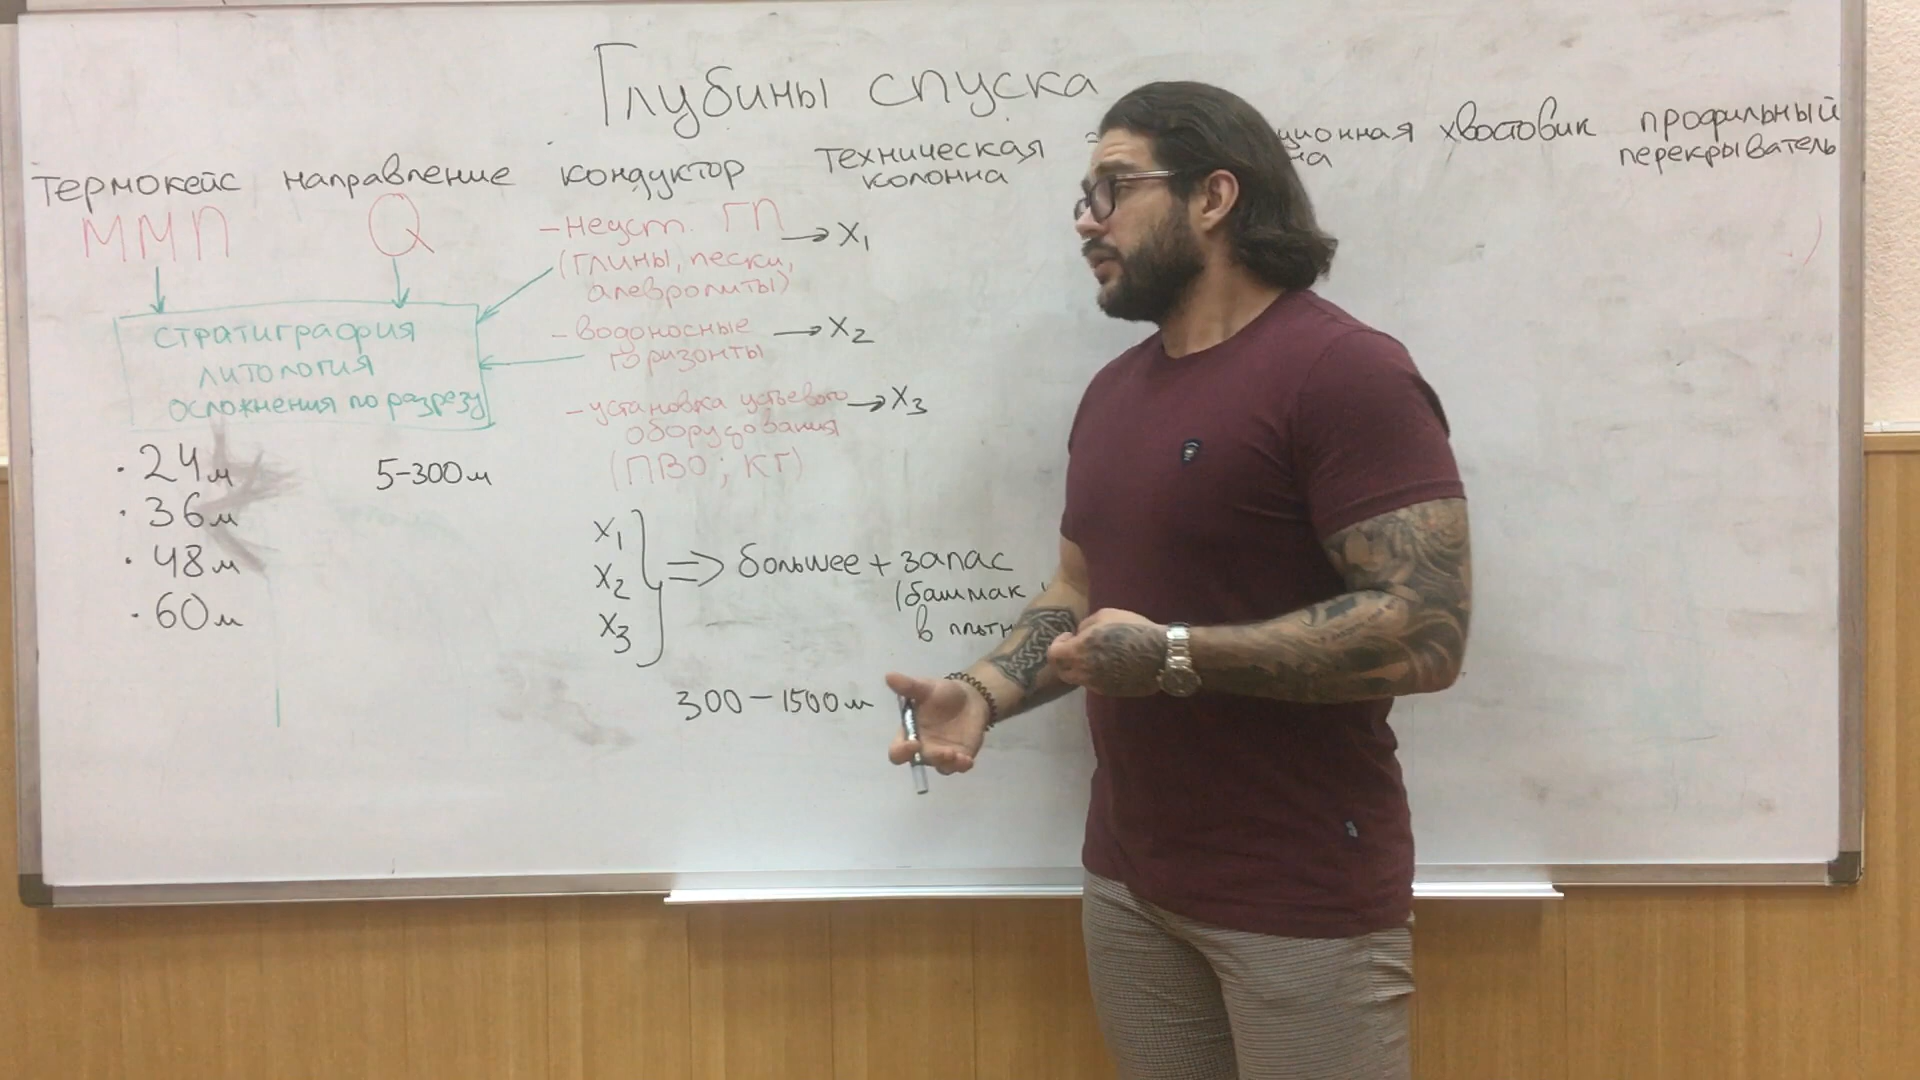 Глубины спуска
термокейс
ММП
направление
Q
стратиграфия
литология
осложнения по разрезу
· 24м
· 36м
· 48м
· 60м
5-300м
кондуктор
- Неуст. ГП → X₁
(глины, пески,
алевролиты)
- водоносные → X₂
горизонты
- установка устьевого → X₃
оборудования
(ПВО; КГ)
X₁
X₂
X₃
⇒ большее + запас
(башмак
в
300 - 1500м
техническая
колонна
хвостовик
профильный
перекрыватель